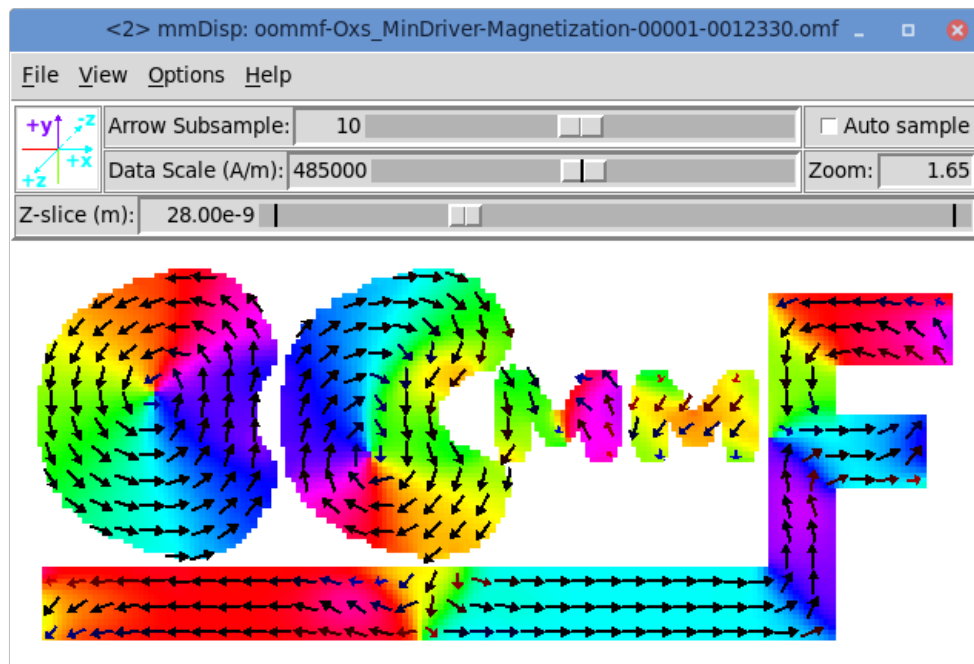 <2> mmDisp: oommf-Oxs_MinDriver-Magnetization-00001-0012330.omf
File View Options Help
+y -z +x +z
Arrow Subsample: 10 Auto sample
Data Scale (A/m): 485000 Zoom: 1.65
Z-slice (m): 28.00e-9
OOmmF